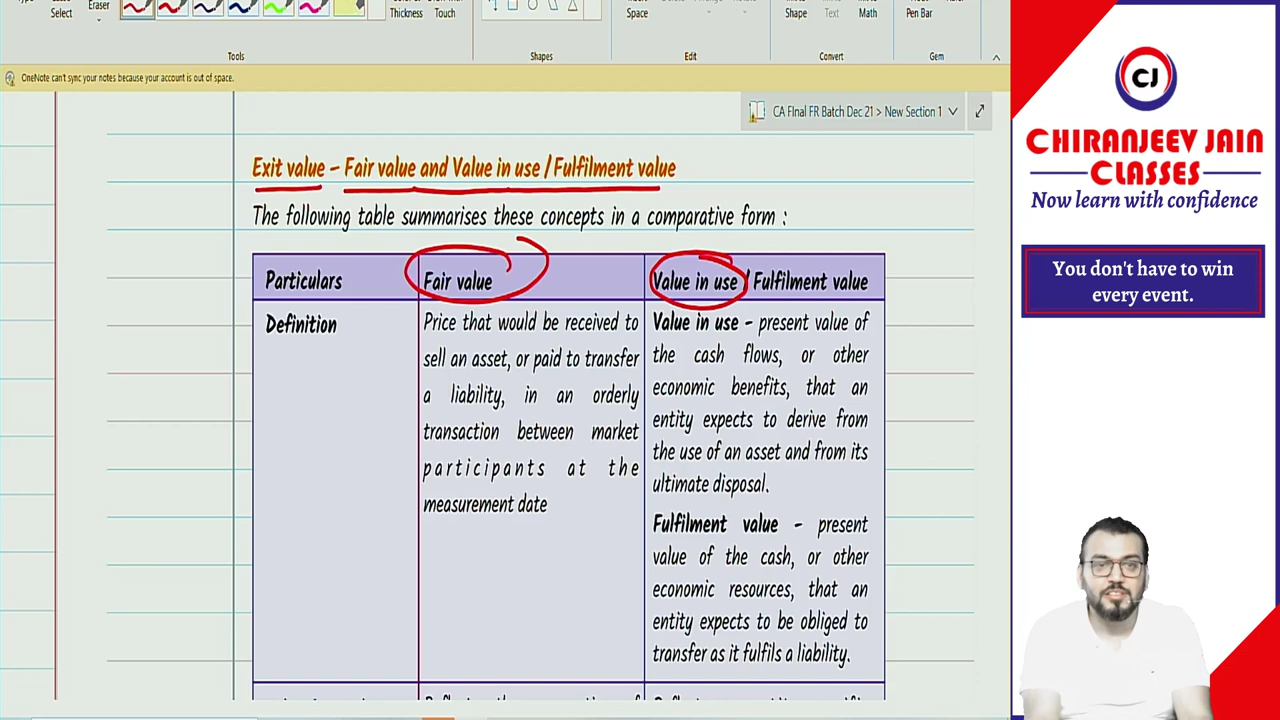 Eraser
Select
Thickness
Touch
Space
Shape
Text
Math
Pen Bar
Tools
Shapes
Edit
Convert
Gem
OneNote can't sync your notes because your account is out of space.
CA FInal FR Batch Dec 21 > New Section 1
Exit value – Fair value and Value in use / Fulfilment value
The following table summarises these concepts in a comparative form :
Particulars
Fair value
Value in use / Fulfilment value
Definition
Price that would be received to
sell an asset, or paid to transfer
a liability, in an orderly
transaction between market
participants at the
measurement date
Value in use – present value of
the cash flows, or other
economic benefits, that an
entity expects to derive from
the use of an asset and from its
ultimate disposal.
Fulfilment value – present
value of the cash, or other
economic resources, that an
entity expects to be obliged to
transfer as it fulfils a liability.
CJ
CHIRANJEEV JAIN
CLASSES
Now learn with confidence
You don't have to win
every event.